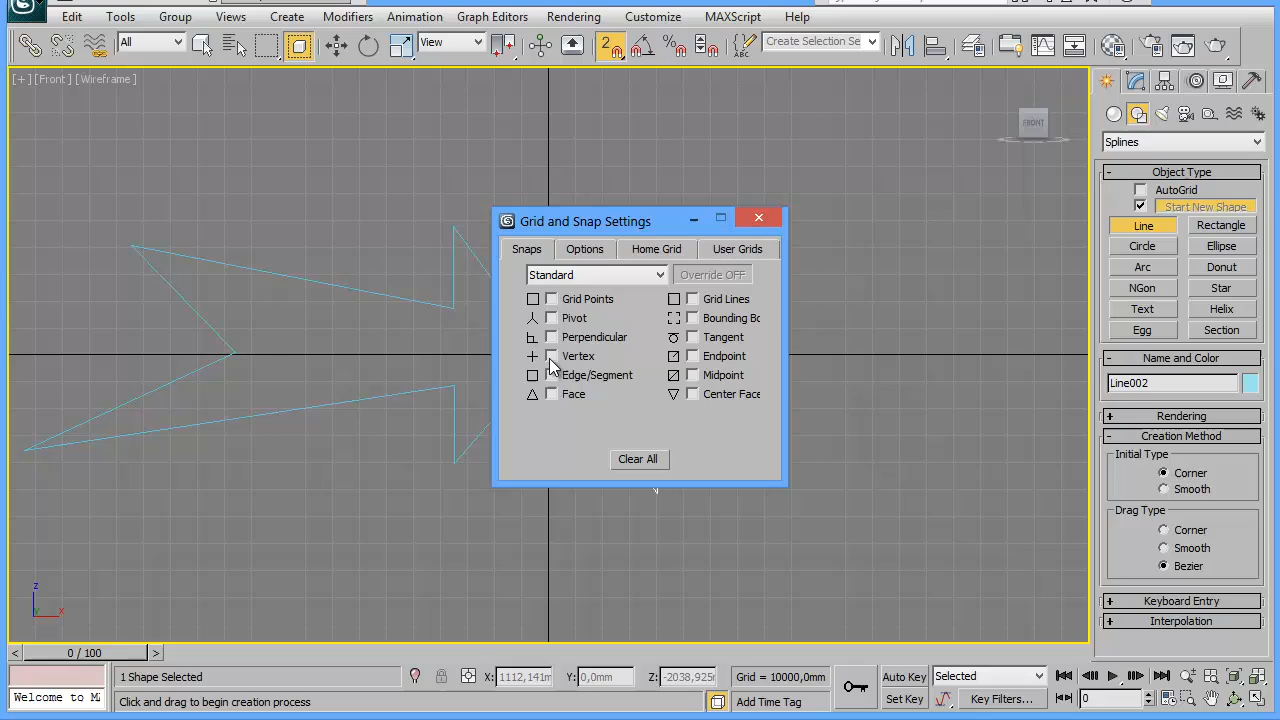 Edit Tools Group Views Create Modifiers Animation Graph Editors Rendering Customize MAXScript Help
All View 2 Create Selection Se
[+] [Front] [Wireframe]
FRONT
Splines
- Object Type
AutoGrid
Start New Shape
Line Rectangle
Circle Ellipse
Arc Donut
NGon Star
Text Helix
Egg Section
- Name and Color
Line002
+ Rendering
- Creation Method
Initial Type
Corner
Smooth
Drag Type
Corner
Smooth
Bezier
+ Keyboard Entry
+ Interpolation
Grid and Snap Settings
Snaps Options Home Grid User Grids
Standard Override OFF
Grid Points Grid Lines
Pivot Bounding Bo
Perpendicular Tangent
Vertex Endpoint
Edge/Segment Midpoint
Face Center Face
Clear All
z
x
< 0 / 100 >
1 Shape Selected X: 1112,141m Y: 0,0mm Z: -2038,925m Grid = 10000,0mm Auto Key Selected
Welcome to MA Click and drag to begin creation process Add Time Tag Set Key Key Filters... 0